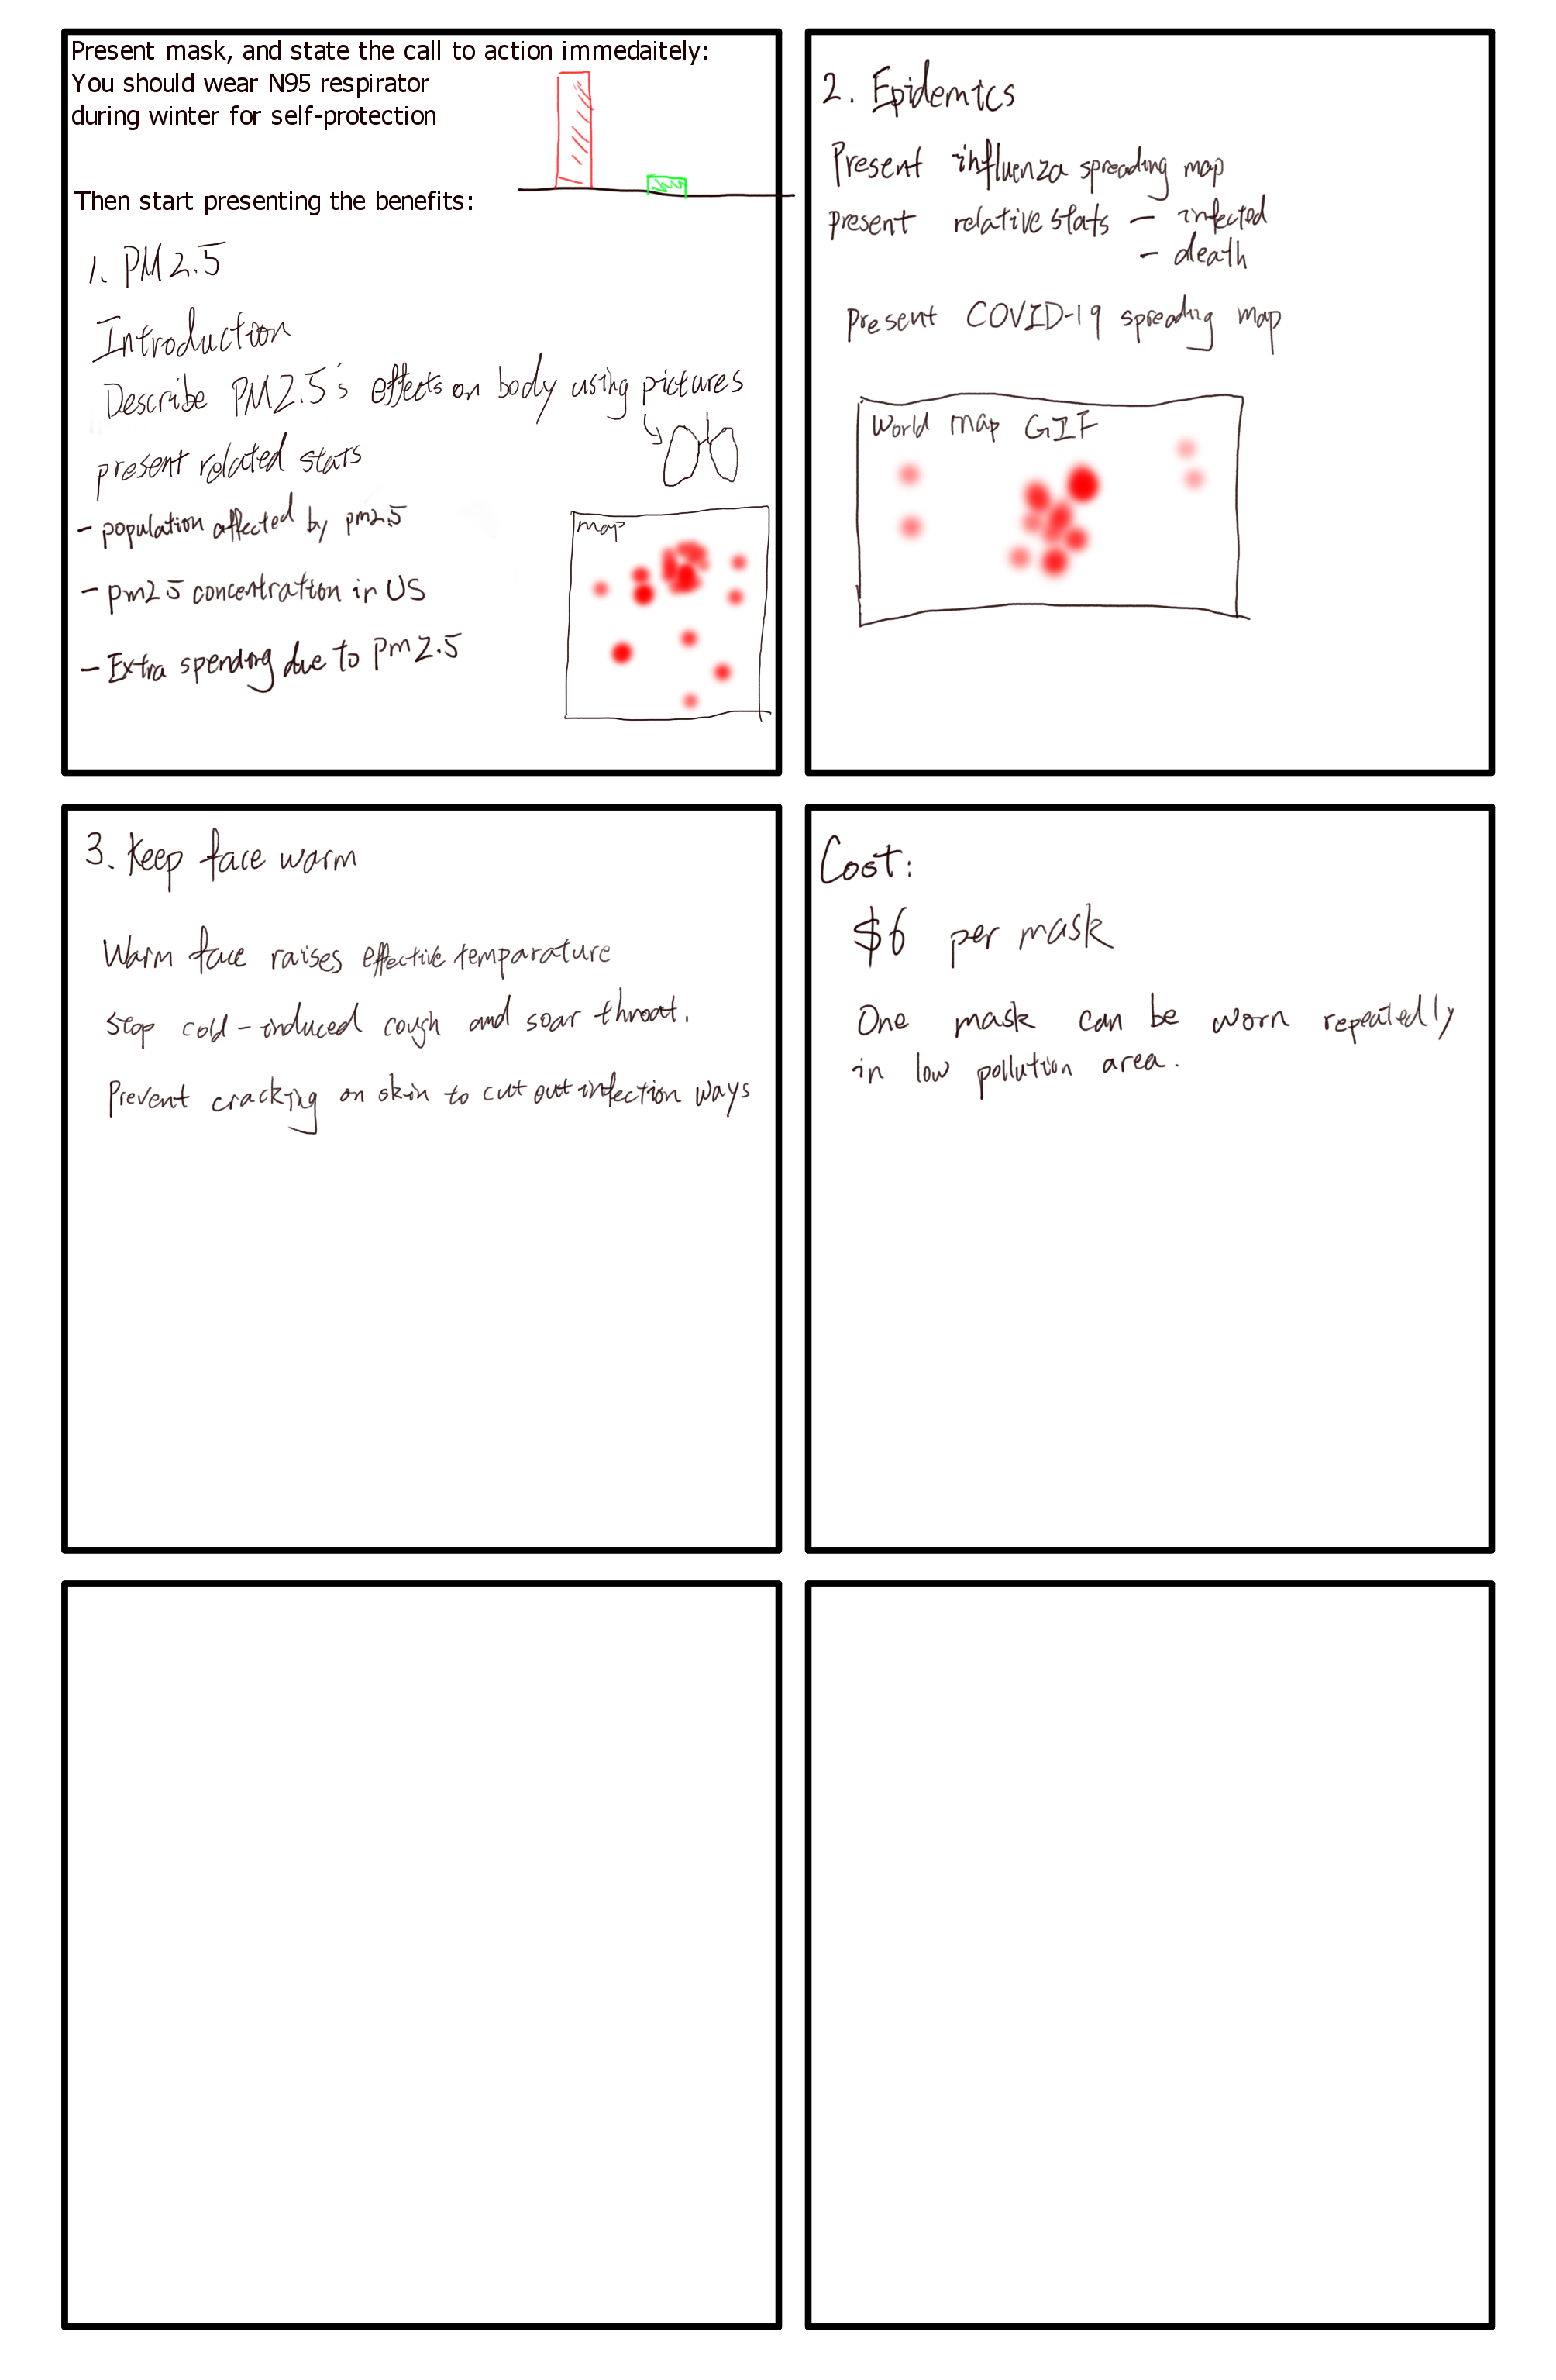 Present mask, and state the call to action immedaitely:
You should wear N95 respirator
during winter for self-protection
Then start presenting the benefits:
1. PM2.5
Introduction
Describe PM2.5's effects on body using pictures
present related stats
- population affected by pm2.5
- pm2.5 concentration in US
- Extra spending due to pm2.5
map
2. Epidemics
Present influenza spreading map
present relative stats - infected
- death
present COVID-19 spreading map
World map GIF
3. Keep face warm
Warm face raises effective temparature
Stop cold-induced cough and soar throat.
Prevent cracking on skin to cut out infection ways
Cost:
$6 per mask
One mask can be worn repeatedly
in low pollution area.